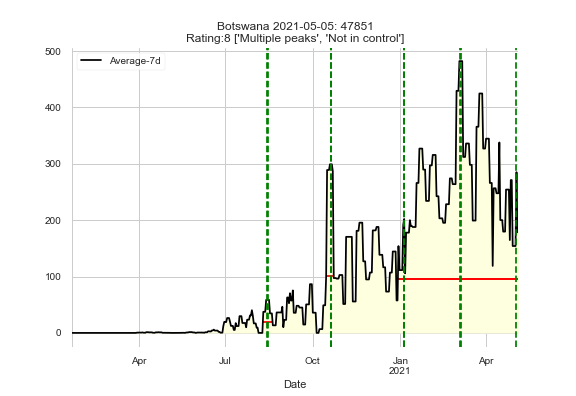 Botswana 2021-05-05: 47851
Rating:8 ['Multiple peaks', 'Not in control']
Average-7d
500
400
300
200
100
0
Apr
Jul
Oct
Jan
2021
Apr
Date